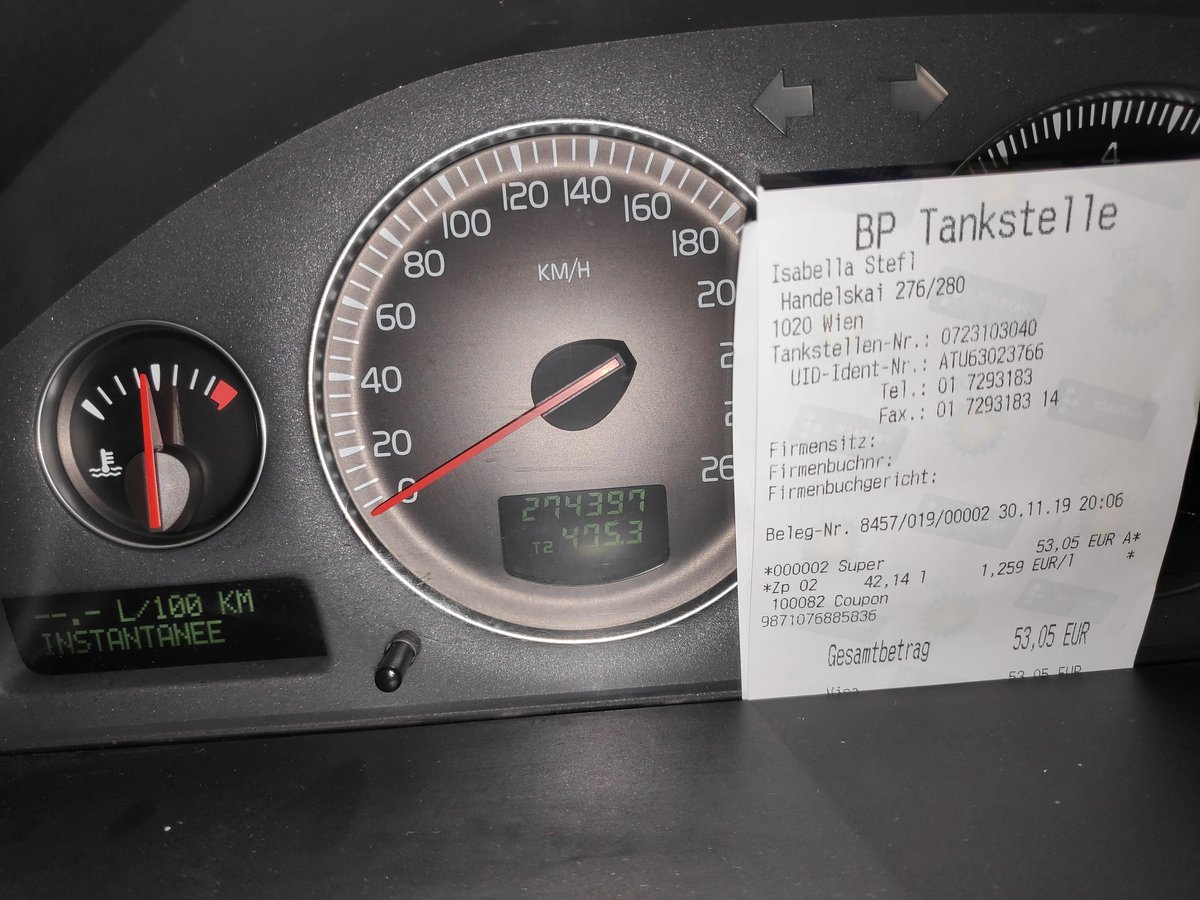 120 140
100 160
80 180
60
40
20
0
KM/H
20
26
274397
T2 475.3
--.- L/100 KM
INSTANTANEE
4
BP Tankstelle
Isabella Stefl
Handelskai 276/280
1020 Wien
Tankstellen-Nr.: 0723103040
UID-Ident-Nr.: ATU63023766
Tel.: 01 7293183
Fax.: 01 7293183 14
Firmensitz:
Firmenbuchnr:
Firmenbuchgericht:
Beleg-Nr. 8457/019/00002 30.11.19 20:06
53,05 EUR A*
*000002 Super
*Zp 02 42,14 l 1,259 EUR/l *
100082 Coupon
9871076885836
Gesamtbetrag 53,05 EUR
53,05 EUR